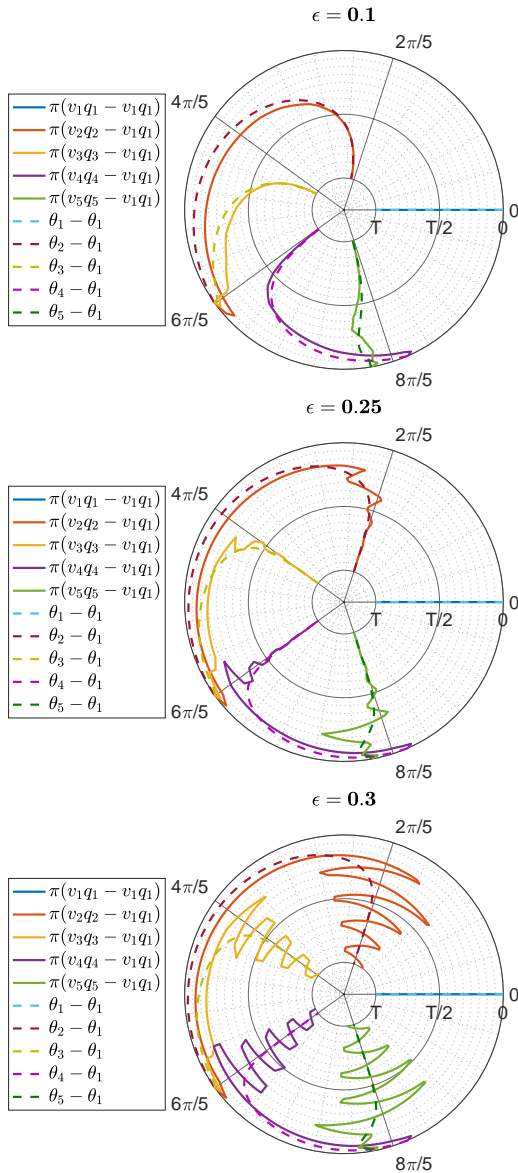 ϵ = 0.1
2π/5
4π/5
π(v₁q₁ − v₁q₁)
π(v₂q₂ − v₁q₁)
π(v₃q₃ − v₁q₁)
π(v₄q₄ − v₁q₁)
π(v₅q₅ − v₁q₁)
θ₁ − θ₁
θ₂ − θ₁
θ₃ − θ₁
θ₄ − θ₁
θ₅ − θ₁
T T/2 0 0
6π/5
8π/5
ϵ = 0.25
2π/5
4π/5
π(v₁q₁ − v₁q₁)
π(v₂q₂ − v₁q₁)
π(v₃q₃ − v₁q₁)
π(v₄q₄ − v₁q₁)
π(v₅q₅ − v₁q₁)
θ₁ − θ₁
θ₂ − θ₁
θ₃ − θ₁
θ₄ − θ₁
θ₅ − θ₁
T T/2 0 0
6π/5
8π/5
ϵ = 0.3
2π/5
4π/5
π(v₁q₁ − v₁q₁)
π(v₂q₂ − v₁q₁)
π(v₃q₃ − v₁q₁)
π(v₄q₄ − v₁q₁)
π(v₅q₅ − v₁q₁)
θ₁ − θ₁
θ₂ − θ₁
θ₃ − θ₁
θ₄ − θ₁
θ₅ − θ₁
T T/2 0 0
6π/5
8π/5